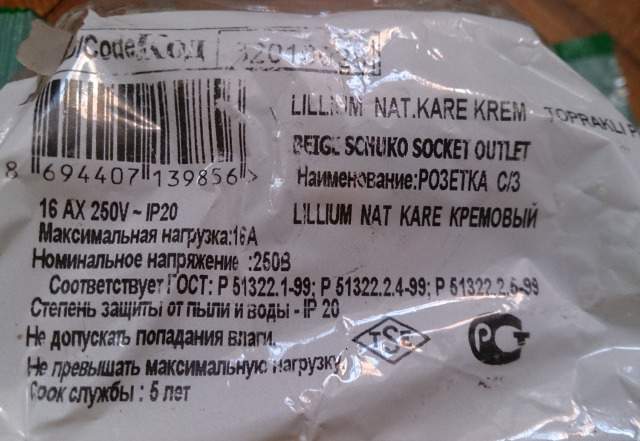 /Code/Код
LILLIUM NAT.KARE KREM TOPRAKLI
BEIGE SCHUKO SOCKET OUTLET
Наименование:РОЗЕТКА С/З
LILLIUM NAT KARE КРЕМОВЫЙ
8 694407 139856 >
16 AX 250V ~ IP20
Максимальная нагрузка:16А
Номинальное напряжение :250В
Соответствует ГОСТ: Р 51322.1-99; Р 51322.2.4-99; Р 51322.2.6-99
Степень защиты от пыли и воды - IP 20
Не допускать попадания влаги.
Не превышать максимальную нагрузку
Срок службы : 5 лет
TSE
РСТ